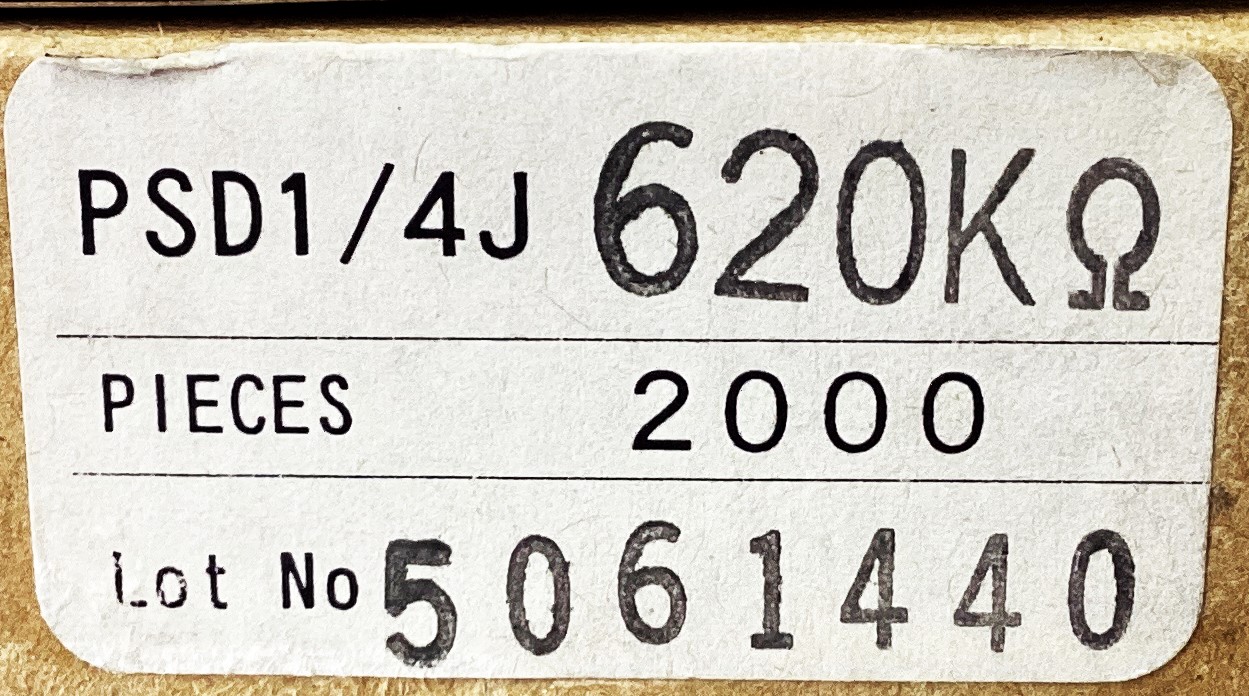 PSD1/4J 620KΩ
PIECES 2000
Lot No 5061440